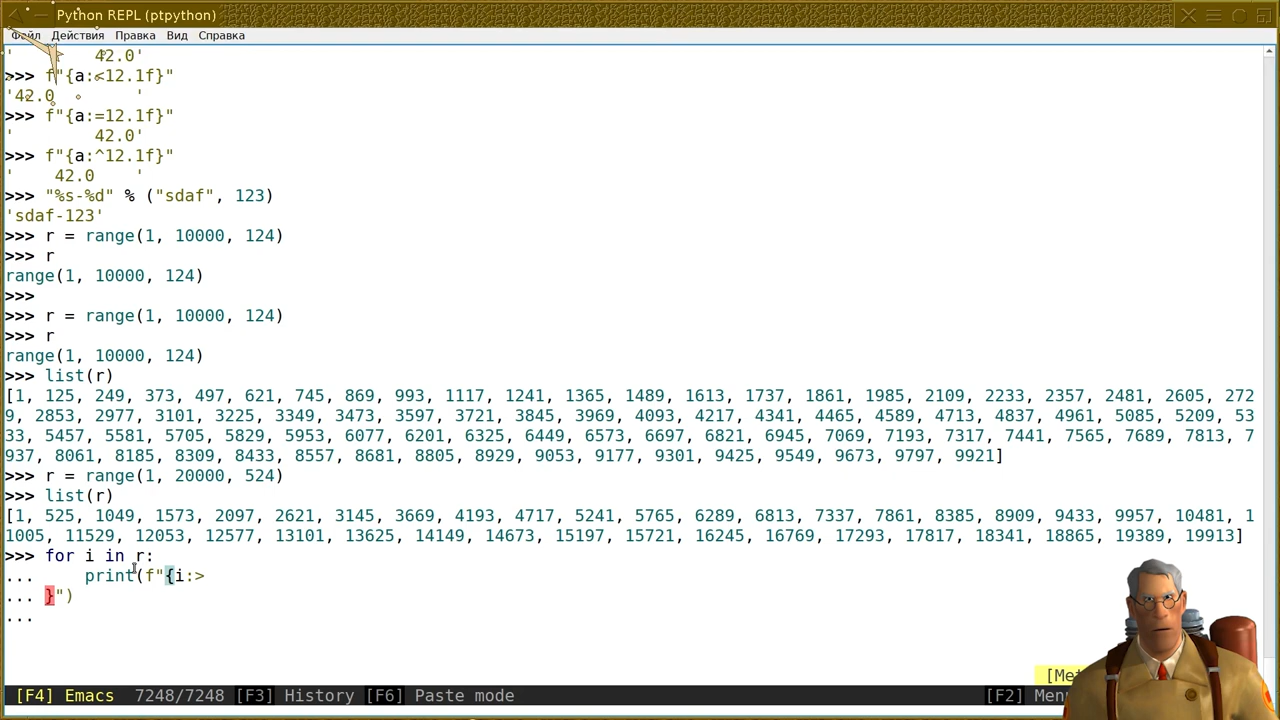 Python REPL (ptpython)
Файл Действия Правка Вид Справка
'         42.0'
>>> f"{a:<12.1f}"
'42.0        '
>>> f"{a:=12.1f}"
'        42.0'
>>> f"{a:^12.1f}"
'    42.0    '
>>> "%s-%d" % ("sdaf", 123)
'sdaf-123'
>>> r = range(1, 10000, 124)
>>> r
range(1, 10000, 124)
>>>
>>> r = range(1, 10000, 124)
>>> r
range(1, 10000, 124)
>>> list(r)
[1, 125, 249, 373, 497, 621, 745, 869, 993, 1117, 1241, 1365, 1489, 1613, 1737, 1861, 1985, 2109, 2233, 2357, 2481, 2605, 272
9, 2853, 2977, 3101, 3225, 3349, 3473, 3597, 3721, 3845, 3969, 4093, 4217, 4341, 4465, 4589, 4713, 4837, 4961, 5085, 5209, 53
33, 5457, 5581, 5705, 5829, 5953, 6077, 6201, 6325, 6449, 6573, 6697, 6821, 6945, 7069, 7193, 7317, 7441, 7565, 7689, 7813, 7
937, 8061, 8185, 8309, 8433, 8557, 8681, 8805, 8929, 9053, 9177, 9301, 9425, 9549, 9673, 9797, 9921]
>>> r = range(1, 20000, 524)
>>> list(r)
[1, 525, 1049, 1573, 2097, 2621, 3145, 3669, 4193, 4717, 5241, 5765, 6289, 6813, 7337, 7861, 8385, 8909, 9433, 9957, 10481, 1
1005, 11529, 12053, 12577, 13101, 13625, 14149, 14673, 15197, 15721, 16245, 16769, 17293, 17817, 18341, 18865, 19389, 19913]
>>> for i in r:
...     print(f"{i:>
... }")
...
[F4] Emacs 7248/7248 [F3] History [F6] Paste mode [F2]